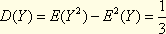 D(Y) = E(Y²) − E²(Y) = 1/3